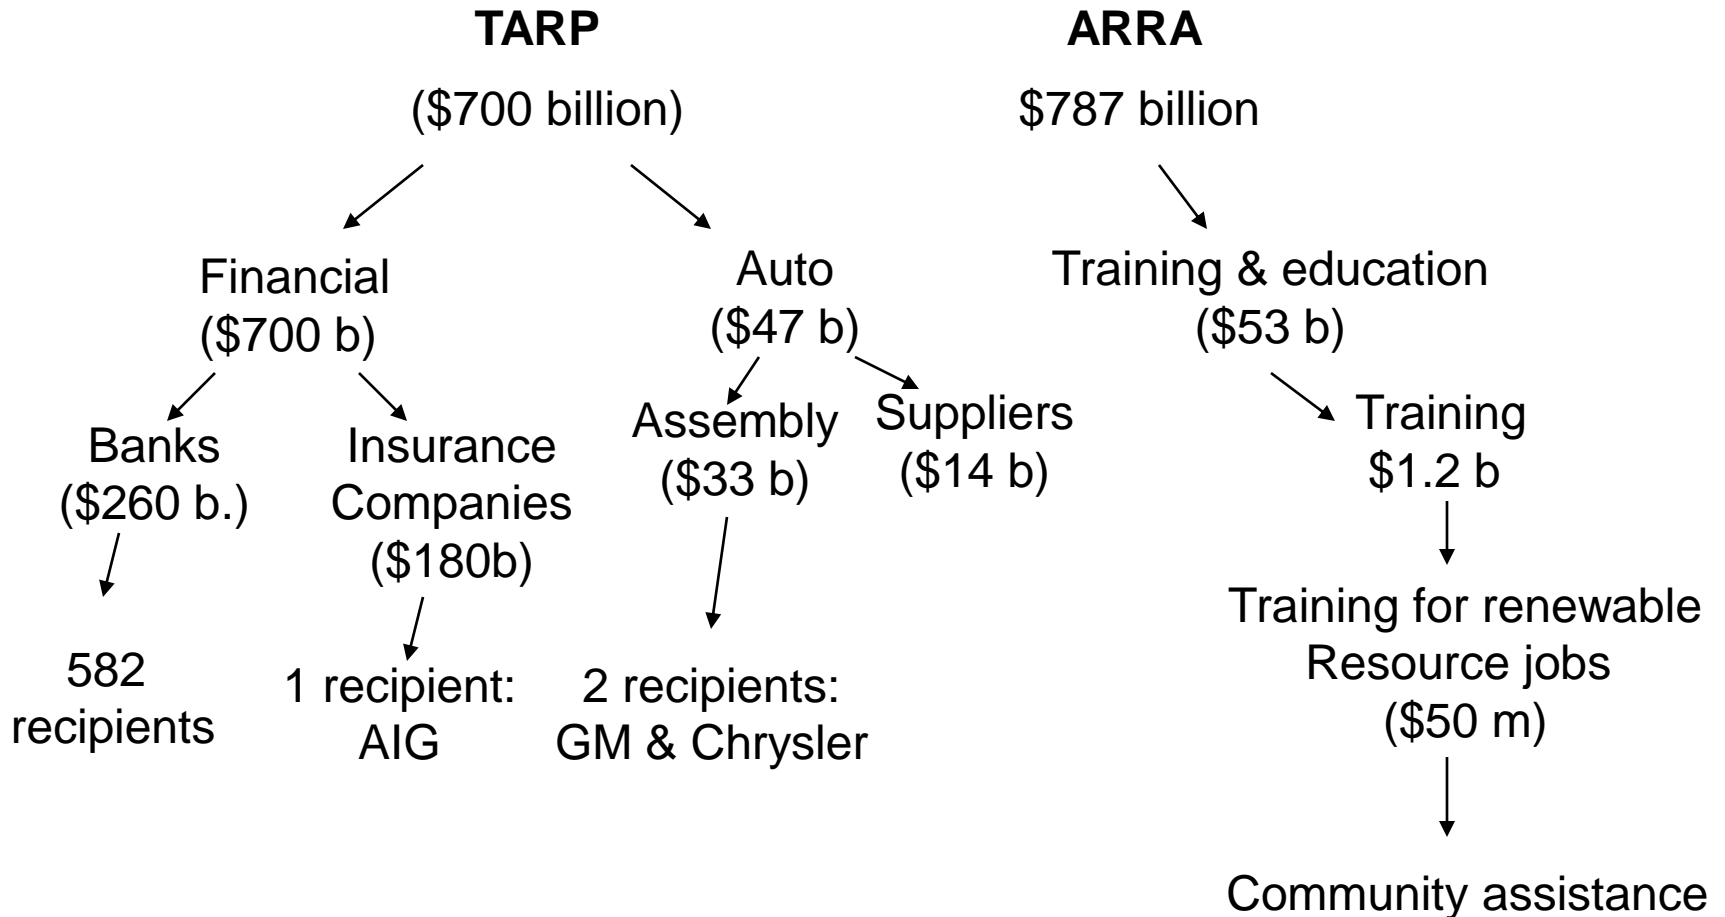 TARP
ARRA
($700 billion)
$787 billion
Financial
($700 b)
Auto
($47 b)
Training & education
($53 b)
Banks
($260 b.)
Insurance
Companies
($180b)
Assembly
($33 b)
Suppliers
($14 b)
Training
$1.2 b
582
recipients
1 recipient:
AIG
2 recipients:
GM & Chrysler
Training for renewable
Resource jobs
($50 m)
Community assistance